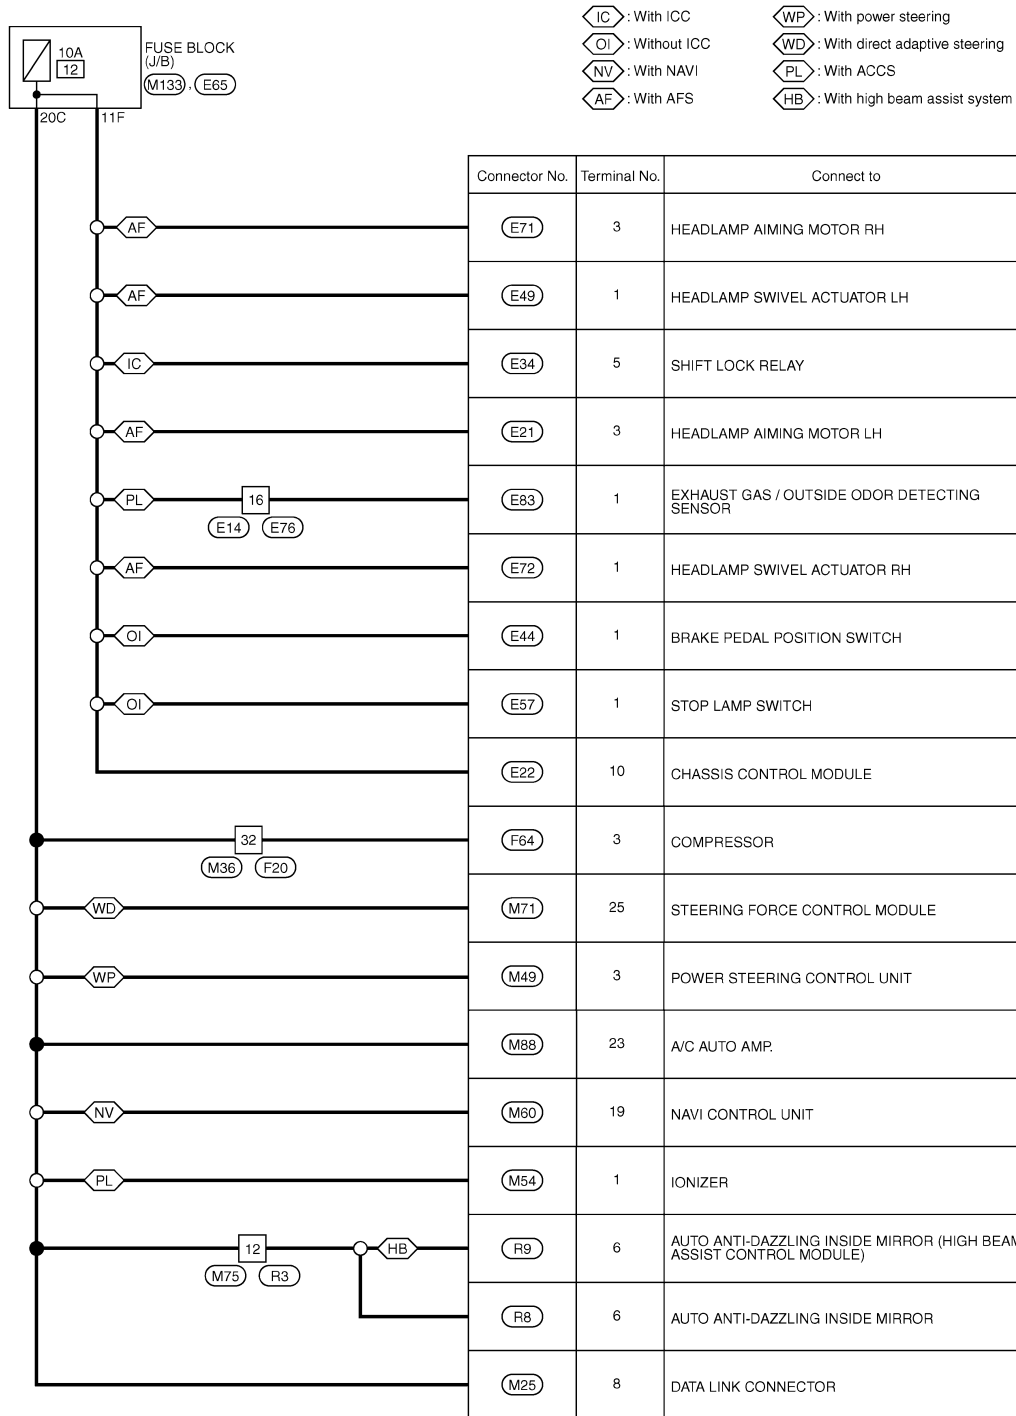 IC : With ICC
WP : With power steering
OI : Without ICC
WD : With direct adaptive steering
NV : With NAVI
PL : With ACCS
AF : With AFS
HB : With high beam assist system
10A
12
FUSE BLOCK
(J/B)
M133 , E65
20C
11F
Connector No. Terminal No. Connect to
AF E71 3 HEADLAMP AIMING MOTOR RH
AF E49 1 HEADLAMP SWIVEL ACTUATOR LH
IC E34 5 SHIFT LOCK RELAY
AF E21 3 HEADLAMP AIMING MOTOR LH
PL 16 E83 1 EXHAUST GAS / OUTSIDE ODOR DETECTING
SENSOR
E14 E76
AF E72 1 HEADLAMP SWIVEL ACTUATOR RH
OI E44 1 BRAKE PEDAL POSITION SWITCH
OI E57 1 STOP LAMP SWITCH
E22 10 CHASSIS CONTROL MODULE
32 F64 3 COMPRESSOR
M36 F20
WD M71 25 STEERING FORCE CONTROL MODULE
WP M49 3 POWER STEERING CONTROL UNIT
M88 23 A/C AUTO AMP.
NV M60 19 NAVI CONTROL UNIT
PL M54 1 IONIZER
12 HB R9 6 AUTO ANTI-DAZZLING INSIDE MIRROR (HIGH BEAM
ASSIST CONTROL MODULE)
M75 R3
R8 6 AUTO ANTI-DAZZLING INSIDE MIRROR
M25 8 DATA LINK CONNECTOR